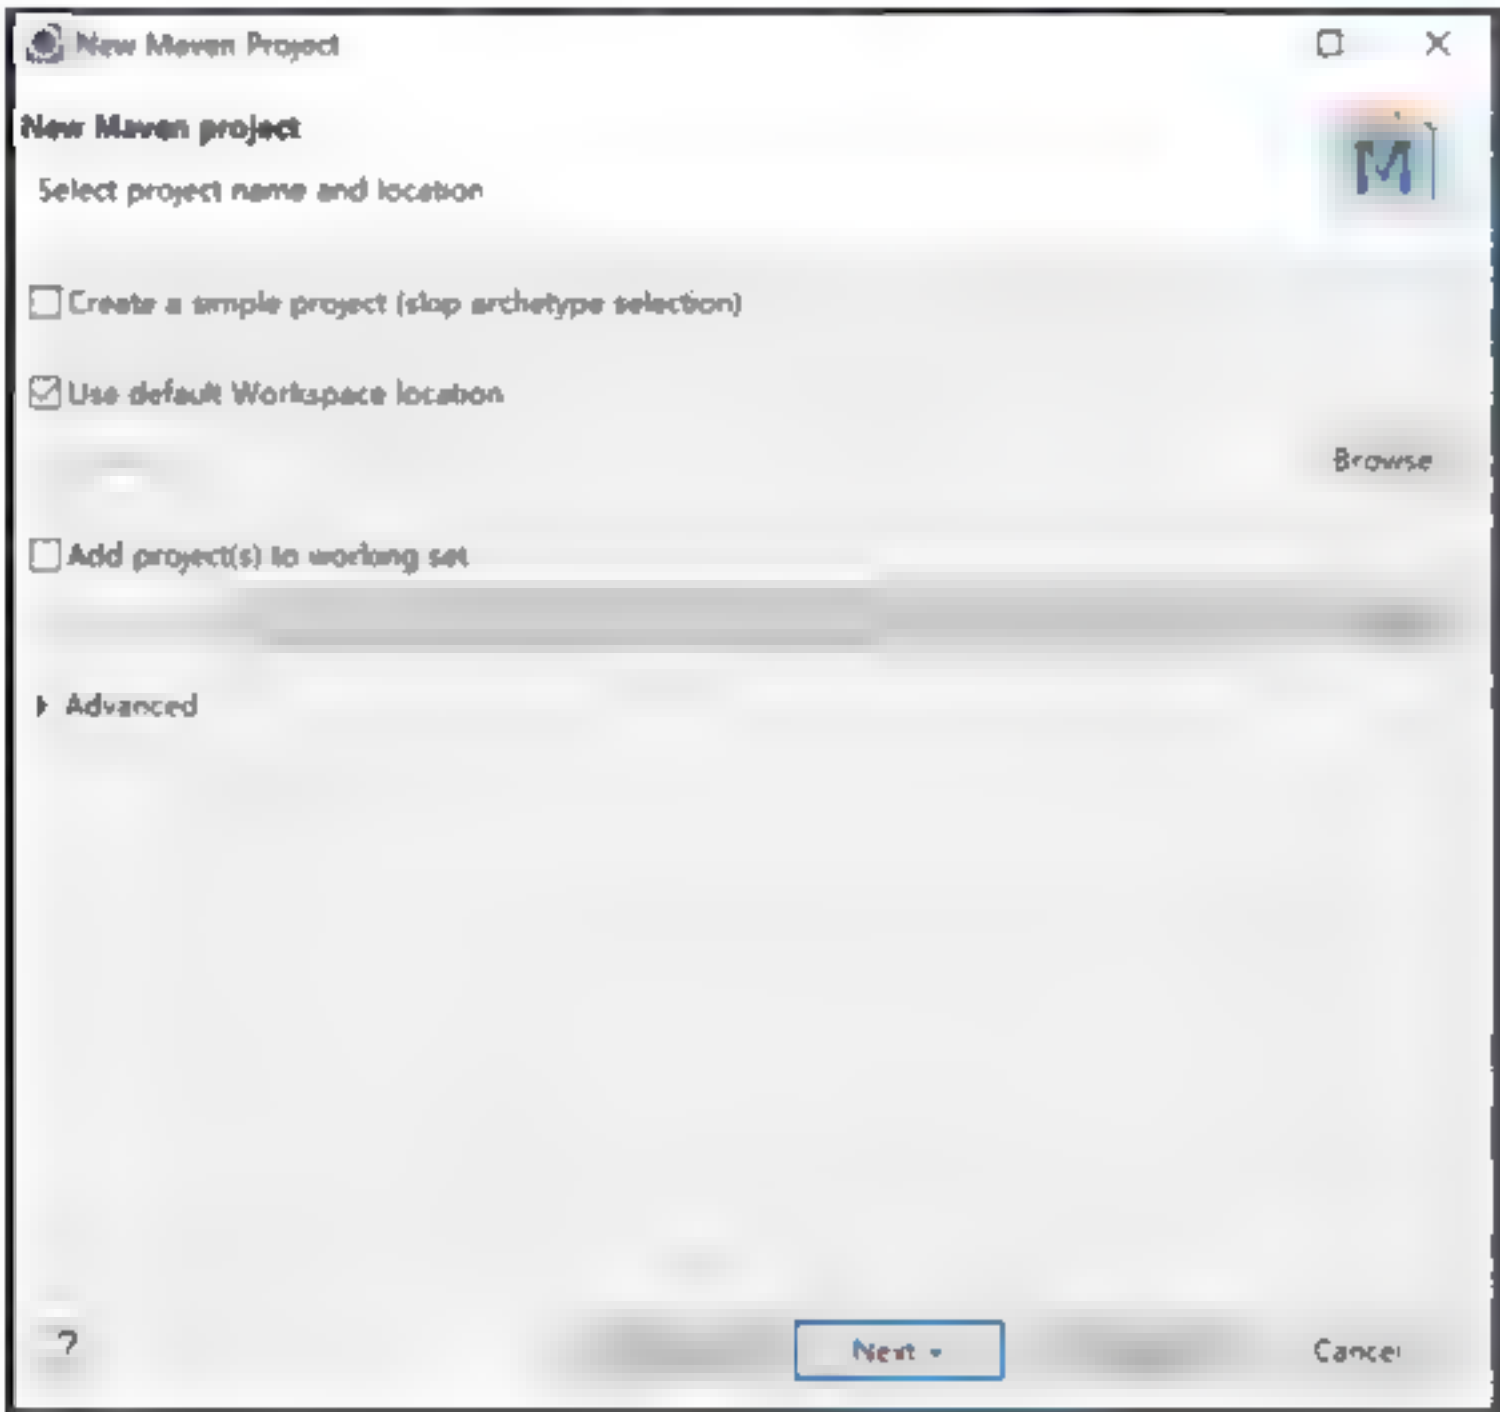 New Maven Project
New Maven project
M
Select project name and location
Create a simple project (skip archetype selection)
Use default Workspace location
Browse
Add project(s) to working set
Advanced
?
Next
Cancel